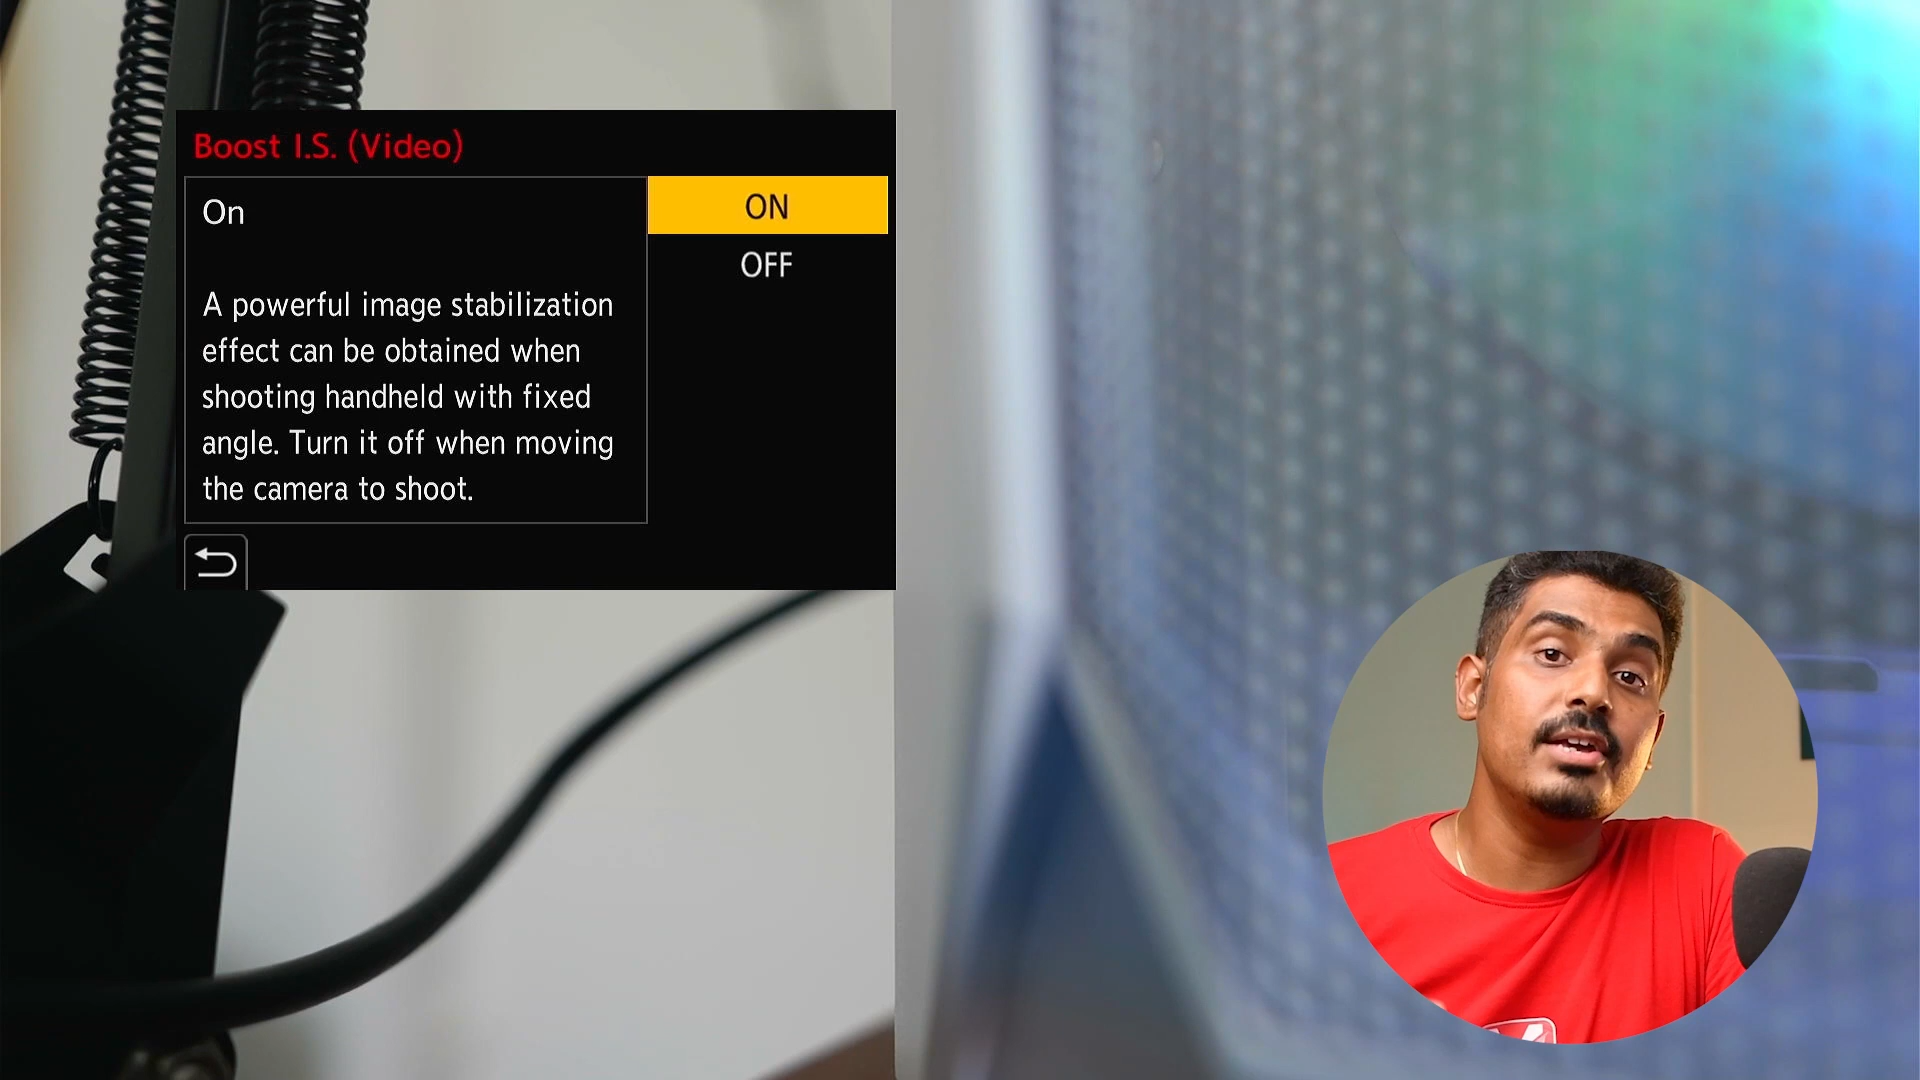 Boost I.S. (Video)
On
ON
OFF
A powerful image stabilization
effect can be obtained when
shooting handheld with fixed
angle. Turn it off when moving
the camera to shoot.